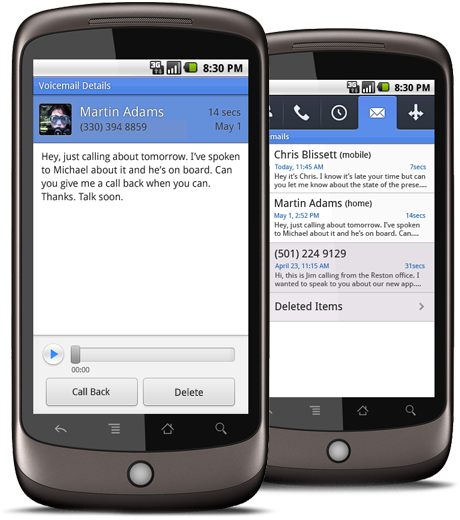 3G
8:30 PM
Voicemail Details
Martin Adams
14 secs
(330) 394 8859
May 1
Hey, just calling about tomorrow. I've spoken
to Michael about it and he's on board. Can
you give me a call back when you can.
Thanks. Talk soon.
00:00
Call Back
Delete
3G
8:30 PM
emails
Chris Blissett (mobile)
Today, 11:45 AM
7secs
Hey it's Chris. I know it's late your time but can
you let me know about the state of the prese....
Martin Adams (home)
May 1, 2:52 PM
14secs
Hey, just calling about tomorrow. I've spoken
to Michael about it and he's on board. Can....
(501) 224 9129
April 23, 11:15 AM
31secs
Hi, this is Jim calling from the Reston office. I
wanted to speak to you about our new app....
Deleted Items